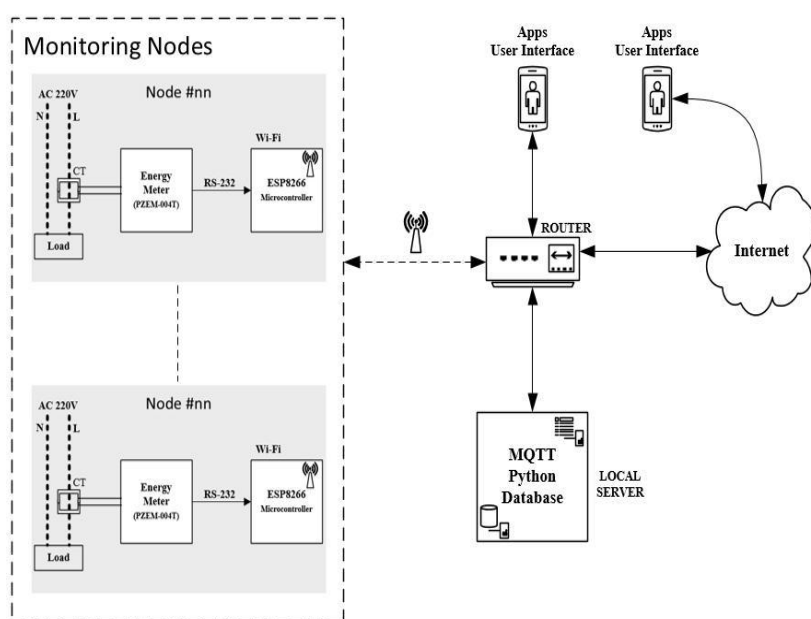 Monitoring Nodes
Node #nn
AC 220V
N
L
CT
Load
Energy
Meter
(PZEM-004T)
RS-232
Wi-Fi
ESP8266
Microcontroller
Node #nn
AC 220V
N
L
CT
Load
Energy
Meter
(PZEM-004T)
RS-232
Wi-Fi
ESP8266
Microcontroller
Apps
User Interface
Apps
User Interface
ROUTER
Internet
MQTT
Python
Database
LOCAL
SERVER